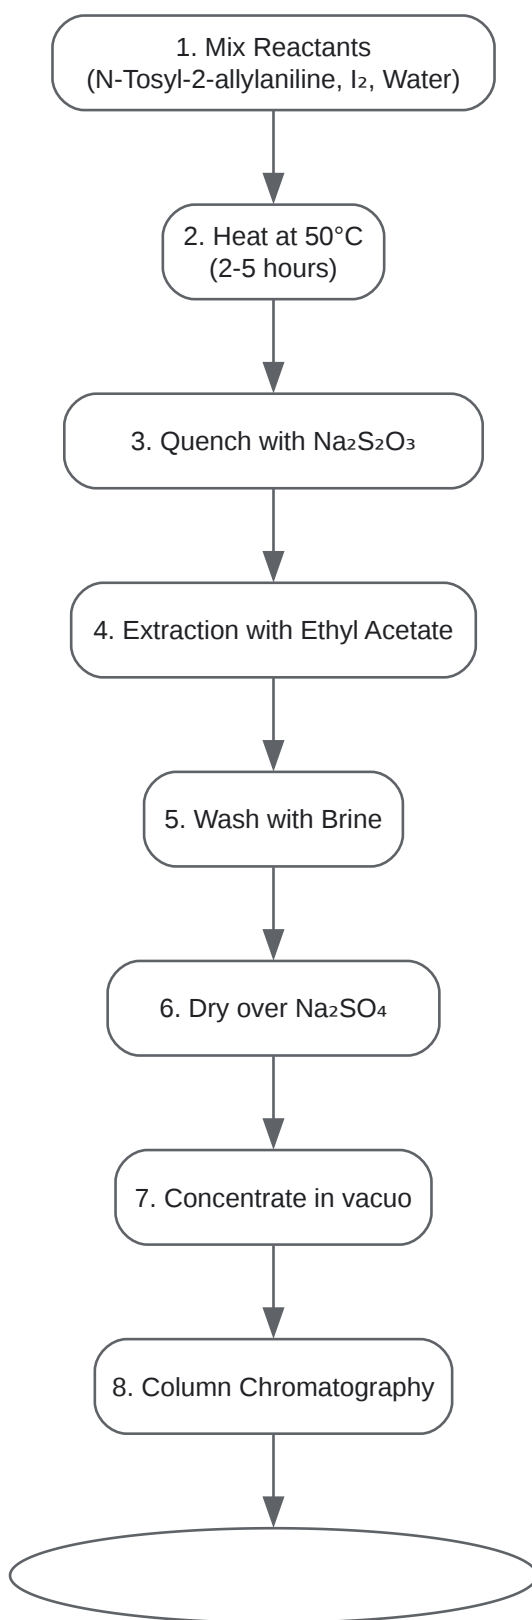 1. Mix Reactants
(N-Tosyl-2-allylaniline, I₂, Water)
2. Heat at 50°C
(2-5 hours)
3. Quench with Na₂S₂O₃
4. Extraction with Ethyl Acetate
5. Wash with Brine
6. Dry over Na₂SO₄
7. Concentrate in vacuo
8. Column Chromatography